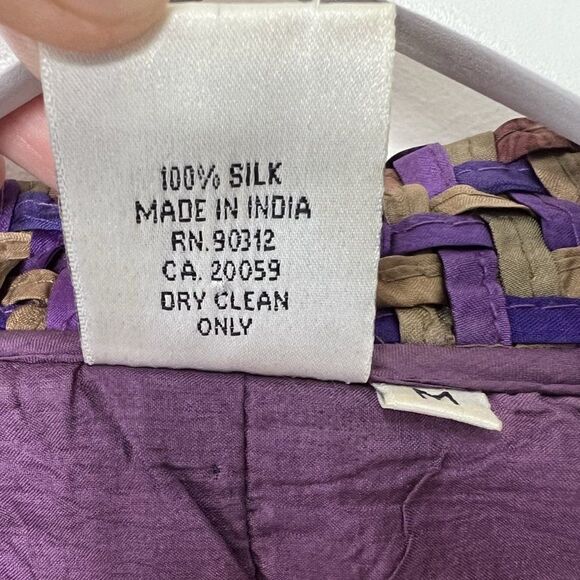 100% SILK
MADE IN INDIA
RN. 90312
CA. 20059
DRY CLEAN
ONLY
M